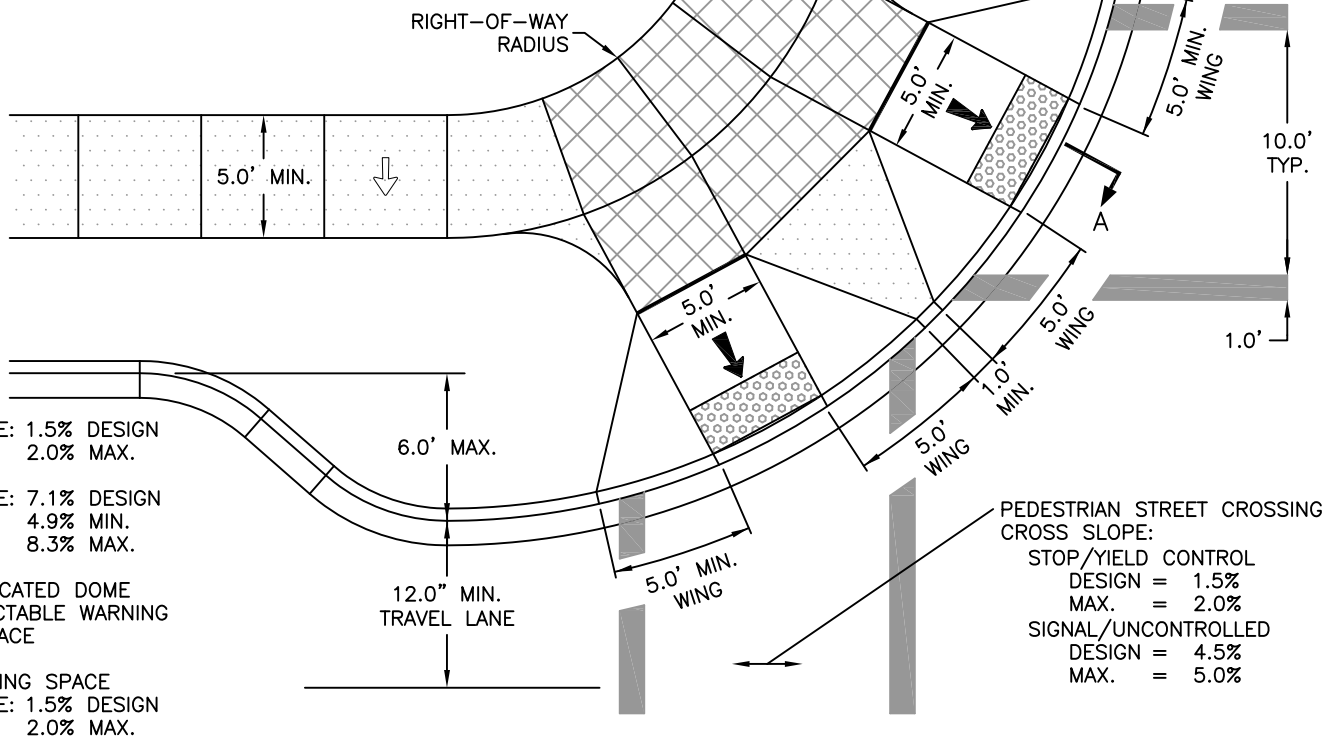 RIGHT-OF-WAY
RADIUS
5.0' MIN.
WING
5.0'
MIN.
10.0'
TYP.
5.0' MIN.
A
5.0'
MIN.
5.0'
WING
1.0'
1.0'
MIN.
6.0' MAX.
5.0'
WING
E: 1.5% DESIGN
2.0% MAX.
E: 7.1% DESIGN
4.9% MIN.
8.3% MAX.
CATED DOME
CTABLE WARNING
ACE
ING SPACE
E: 1.5% DESIGN
2.0% MAX.
12.0" MIN.
TRAVEL LANE
5.0' MIN.
WING
PEDESTRIAN STREET CROSSING
CROSS SLOPE:
STOP/YIELD CONTROL
DESIGN = 1.5%
MAX. = 2.0%
SIGNAL/UNCONTROLLED
DESIGN = 4.5%
MAX. = 5.0%